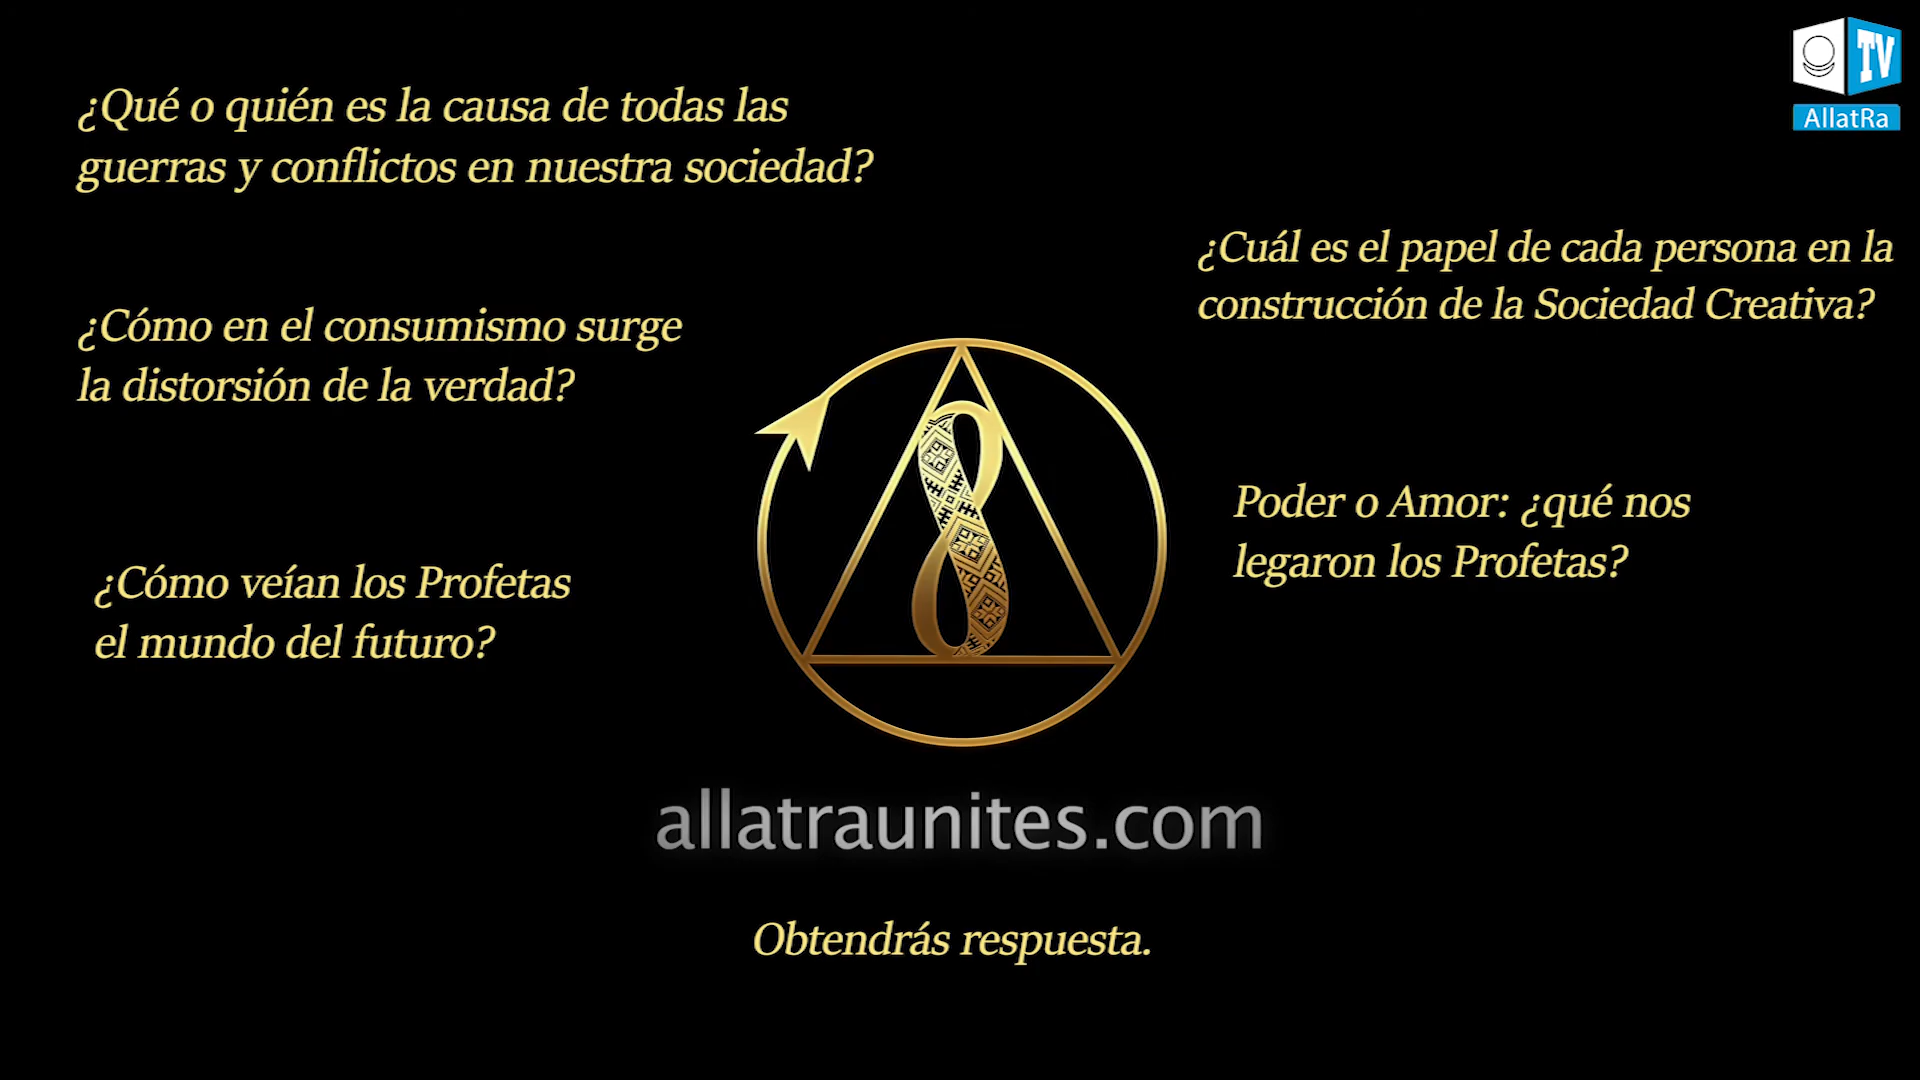 TV
AllatRa
¿Qué o quién es la causa de todas las
guerras y conflictos en nuestra sociedad?
¿Cuál es el papel de cada persona en la
construcción de la Sociedad Creativa?
¿Cómo en el consumismo surge
la distorsión de la verdad?
Poder o Amor: ¿qué nos
legaron los Profetas?
¿Cómo veían los Profetas
el mundo del futuro?
allatraunites.com
Obtendrás respuesta.